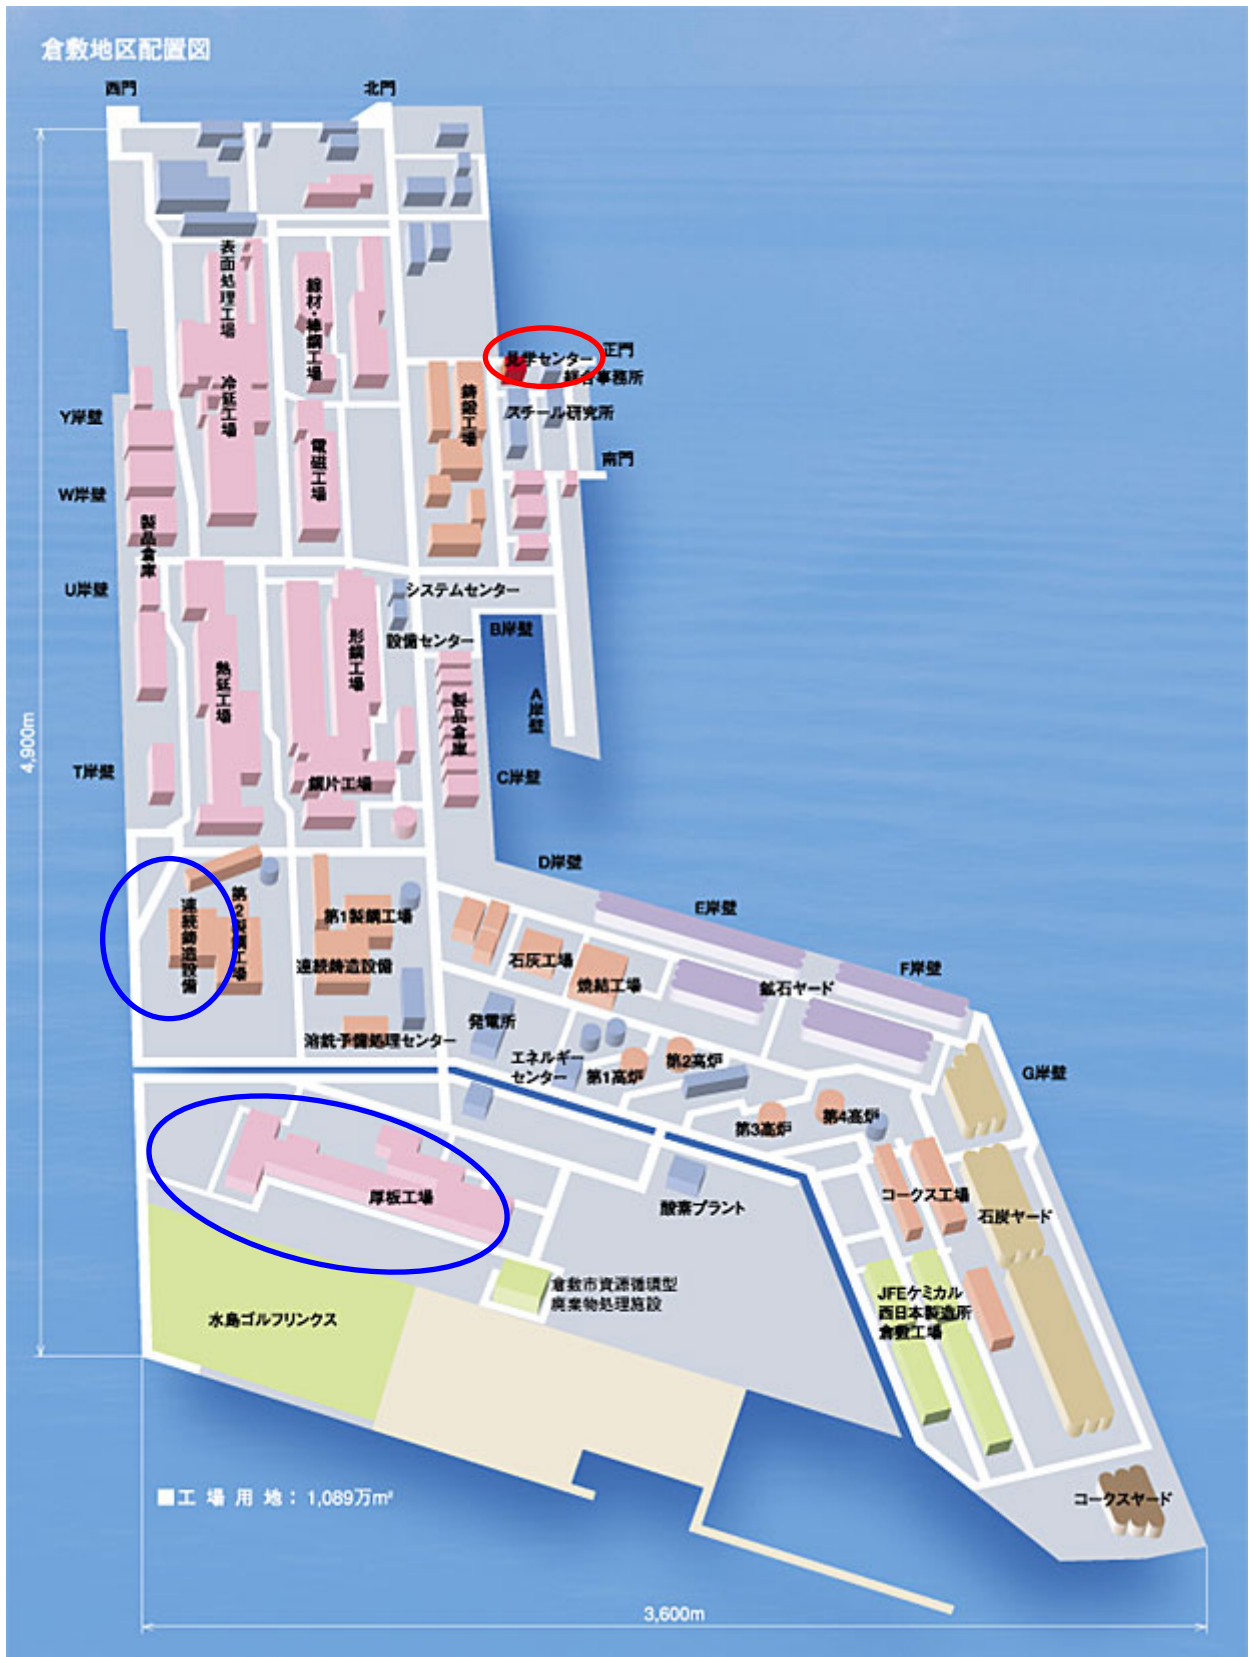 倉敷地区配置図
西門
北門
表面処理工場
線材・棒鋼工場
見学センター
正門
総合事務所
冷延工場
鋳鍛工場
スチール研究所
Y岸壁
電磁工場
南門
W岸壁
製品倉庫
U岸壁
システムセンター
形鋼工場
設備センター
B岸壁
熱延工場
製品倉庫
A岸壁
4,900m
T岸壁
鋼片工場
C岸壁
D岸壁
連続鋳造設備
第2製鋼工場
第1製鋼工場
E岸壁
連続鋳造設備
石灰工場
焼結工場
鉱石ヤード
F岸壁
発電所
溶銑予備処理センター
エネルギー
センター
第1高炉
第2高炉
G岸壁
第3高炉
第4高炉
厚板工場
酸素プラント
コークス工場
石炭ヤード
倉敷市資源循環型
廃棄物処理施設
JFEケミカル
西日本製造所
倉敷工場
水島ゴルフリンクス
■工場用地：1,089万m²
コークスヤード
3,600m